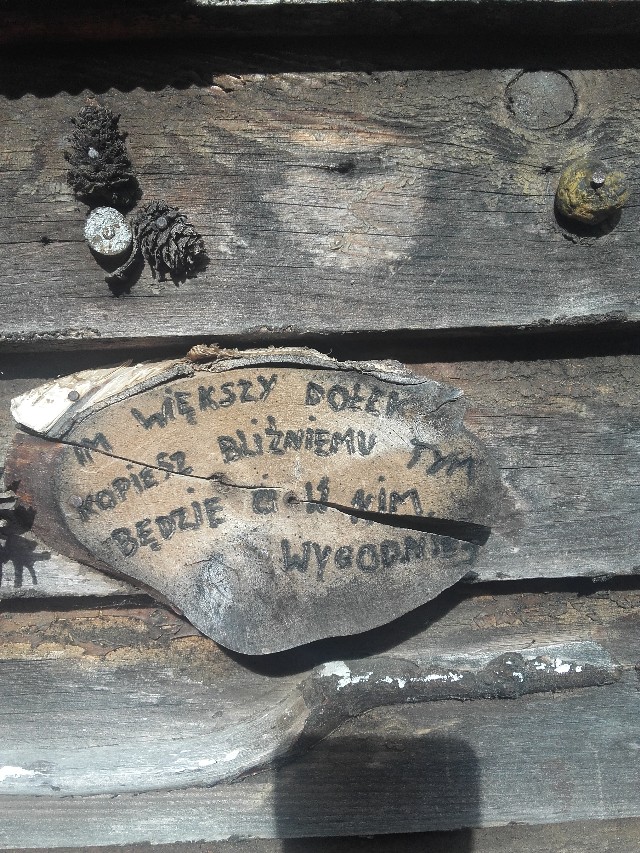 IM WIĘKSZY DOŁEK
KOPIESZ BLIŹNIEMU TYM
BĘDZIE CI W NIM
WYGODNIEJ